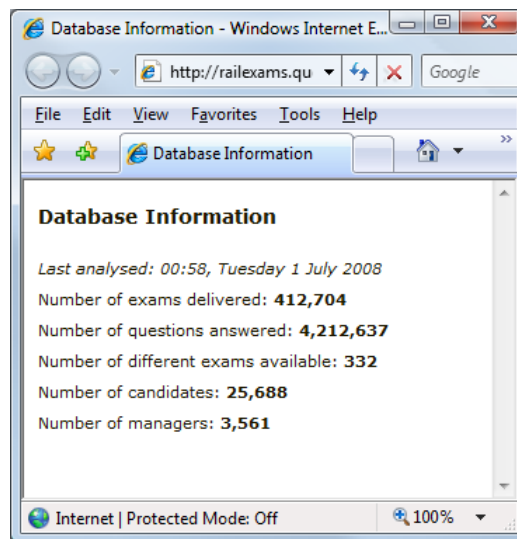 Database Information - Windows Internet E...
http://railexams.qu
Google
File Edit View Favorites Tools Help
Database Information
Database Information
Last analysed: 00:58, Tuesday 1 July 2008
Number of exams delivered: 412,704
Number of questions answered: 4,212,637
Number of different exams available: 332
Number of candidates: 25,688
Number of managers: 3,561
Internet | Protected Mode: Off 100%